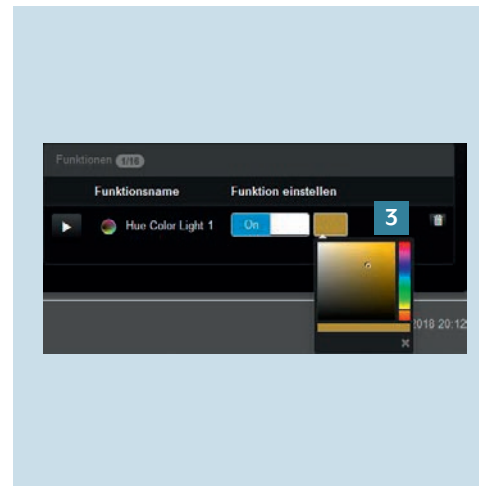 Funktionen 1/16
Funktionsname Funktion einstellen
Hue Color Light 1 On 3
2018 20:12